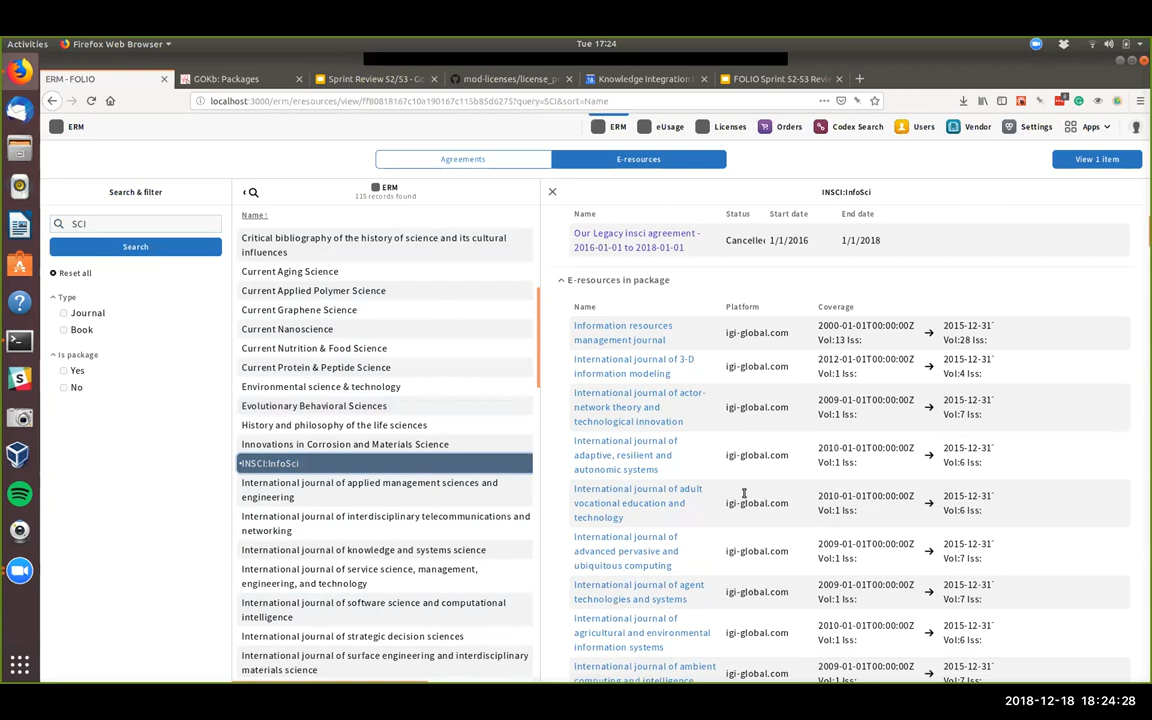 Activities
Firefox Web Browser
Tue 17:24
ERM - FOLIO
GOKb: Packages
Sprint Review 52/53 - Go
mod-licenses/license_p
Knowledge Integration
FOLIO Sprint 52-53 Revie
localhost:3000/erm/eresources/view/ff80818167c10a190167c115b85d6275?query=SCI&sort=Name
ERM
ERM
eUsage
Licenses
Orders
Codex Search
Users
Vendor
Settings
Apps
Agreements
E-resources
View 1 item
Search & filter
SCI
Search
Reset all
Type
Journal
Book
Is package
Yes
No
ERM
115 records found
Name
Critical bibliography of the history of science and its cultural
influences
Current Aging Science
Current Applied Polymer Science
Current Graphene Science
Current Nanoscience
Current Nutrition & Food Science
Current Protein & Peptide Science
Environmental science & technology
Evolutionary Behavioral Sciences
History and philosophy of the life sciences
Innovations in Corrosion and Materials Science
•INSCI:InfoSci
International journal of applied management sciences and
engineering
International journal of interdisciplinary telecommunications and
networking
International journal of knowledge and systems science
International journal of service science, management,
engineering, and technology
International journal of software science and computational
intelligence
International journal of strategic decision sciences
International journal of surface engineering and interdisciplinary
materials science
INSCI:InfoSci
Name Status Start date End date
Our Legacy insci agreement -
2016-01-01 to 2018-01-01
Cancelled 1/1/2016 1/1/2018
E-resources in package
Name Platform Coverage
Information resources
management journal
igi-global.com
2000-01-01T00:00:00Z → 2015-12-31
Vol:13 Iss: Vol:28 Iss:
International journal of 3-D
information modeling
igi-global.com
2012-01-01T00:00:00Z → 2015-12-31
Vol:1 Iss: Vol:4 Iss:
International journal of actor-
network theory and
technological innovation
igi-global.com
2009-01-01T00:00:00Z → 2015-12-31
Vol:1 Iss: Vol:7 Iss:
International journal of
adaptive, resilient and
autonomic systems
igi-global.com
2010-01-01T00:00:00Z → 2015-12-31
Vol:1 Iss: Vol:6 Iss:
International journal of adult
vocational education and
technology
igi-global.com
2010-01-01T00:00:00Z → 2015-12-31
Vol:1 Iss: Vol:6 Iss:
International journal of
advanced pervasive and
ubiquitous computing
igi-global.com
2009-01-01T00:00:00Z → 2015-12-31
Vol:1 Iss: Vol:7 Iss:
International journal of agent
technologies and systems
igi-global.com
2009-01-01T00:00:00Z → 2015-12-31
Vol:1 Iss: Vol:7 Iss:
International journal of
agricultural and environmental
information systems
igi-global.com
2010-01-01T00:00:00Z → 2015-12-31
Vol:1 Iss: Vol:6 Iss:
International journal of ambient
computing and intelligence
igi-global.com
2009-01-01T00:00:00Z → 2015-12-31
Vol:1 Iss: Vol:7 Iss:
2018-12-18 18:24:28